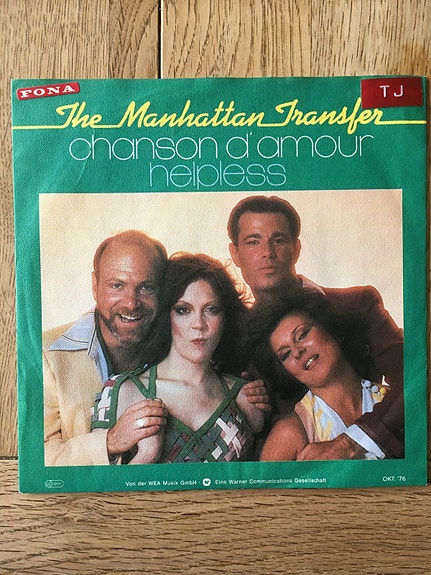 FONA
TJ
The Manhattan Transfer
chanson d'amour
helpless
Von der WEA Musik GmbH - W Eine Warner Communications Gesellschaft
OKT. '76